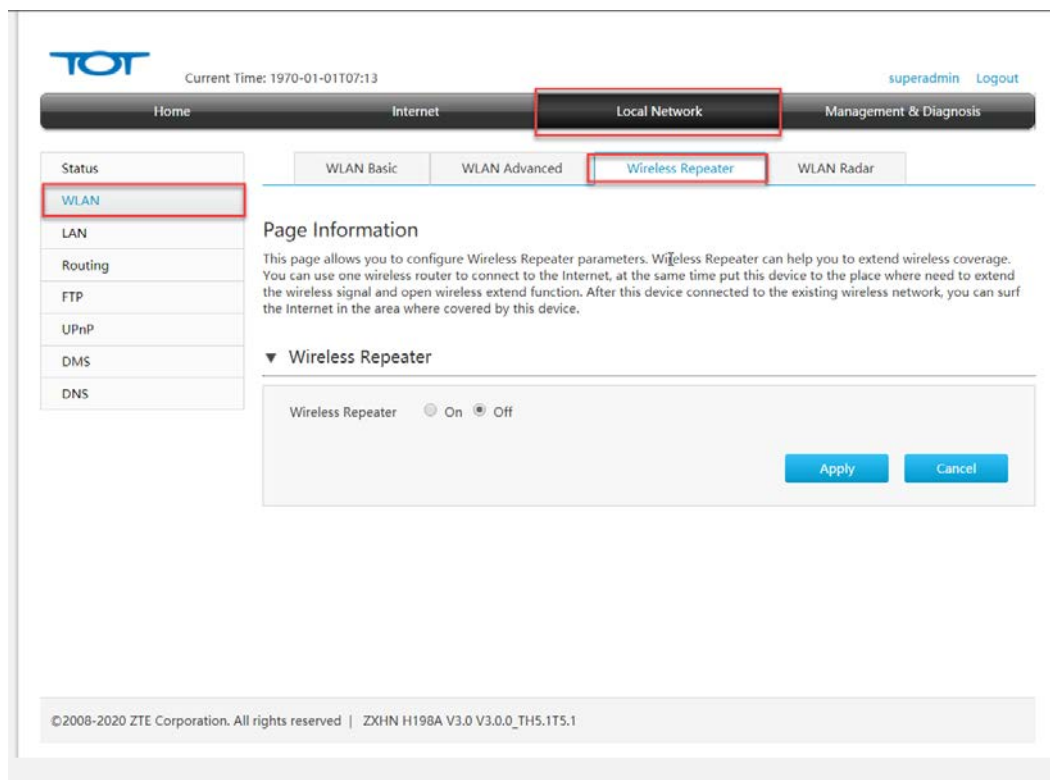 TOT
Current Time: 1970-01-01T07:13
superadmin Logout
Home Internet Local Network Management & Diagnosis
Status
WLAN
LAN
Routing
FTP
UPnP
DMS
DNS
WLAN Basic WLAN Advanced Wireless Repeater WLAN Radar
Page Information
This page allows you to configure Wireless Repeater parameters. Wireless Repeater can help you to extend wireless coverage.
You can use one wireless router to connect to the Internet, at the same time put this device to the place where need to extend
the wireless signal and open wireless extend function. After this device connected to the existing wireless network, you can surf
the Internet in the area where covered by this device.
▼ Wireless Repeater
Wireless Repeater On Off
Apply Cancel
©2008-2020 ZTE Corporation. All rights reserved | ZXHN H198A V3.0 V3.0.0_TH5.1T5.1